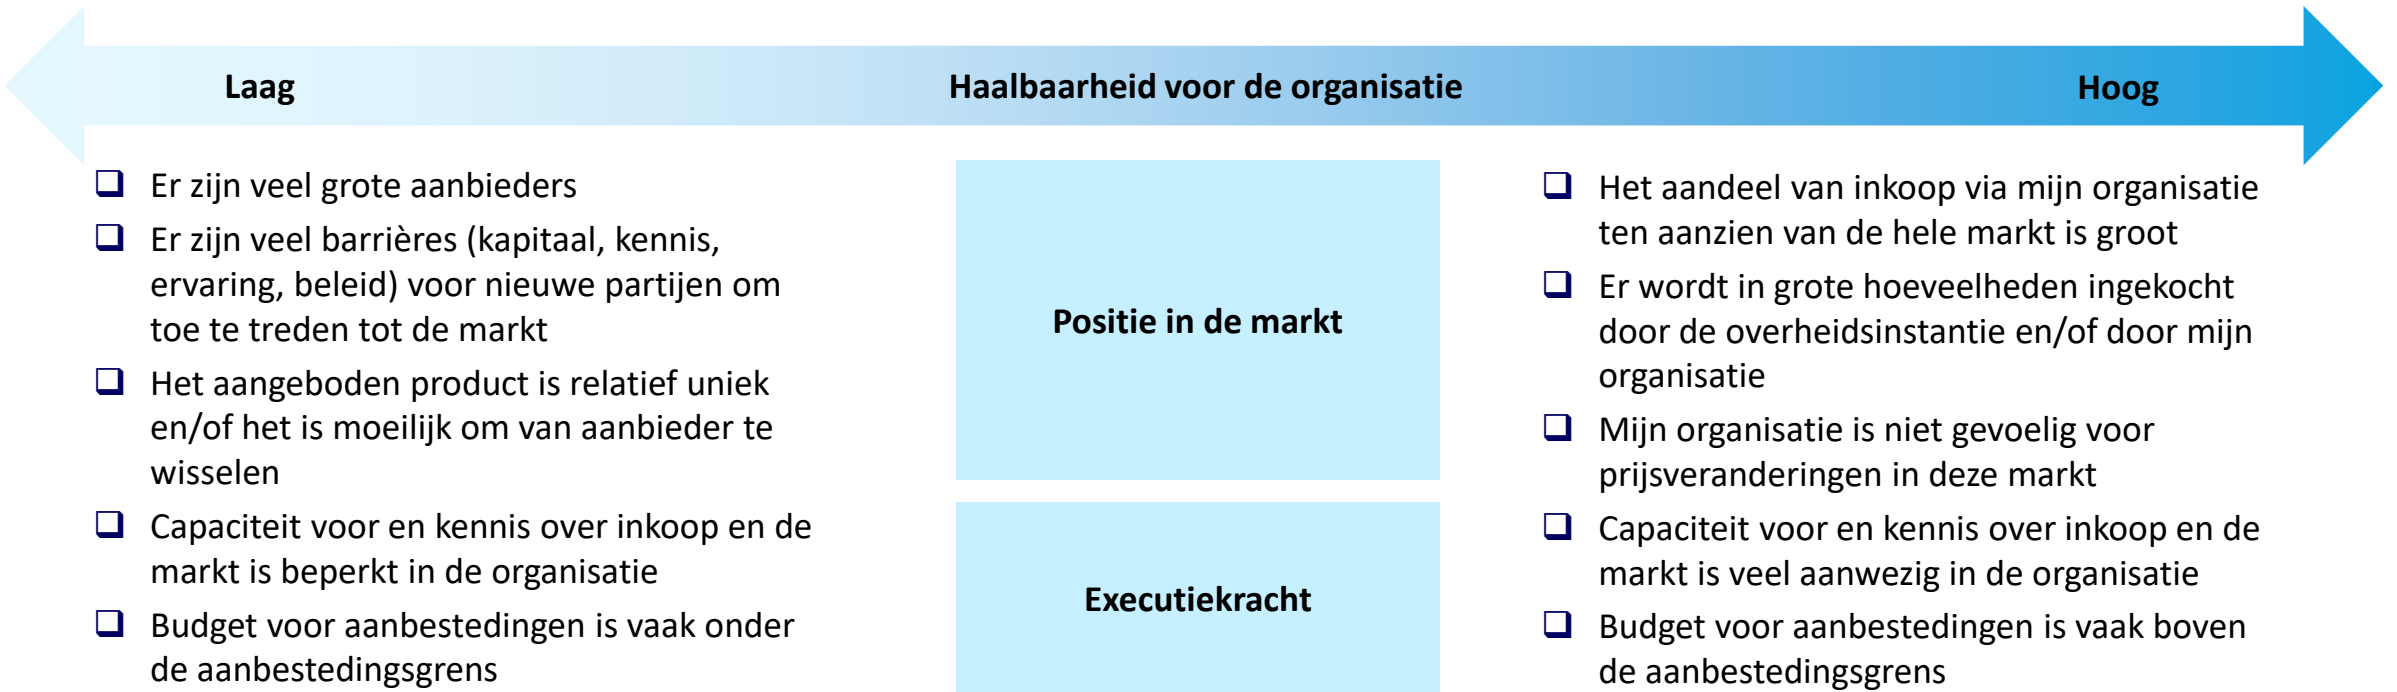 Laag
Haalbaarheid voor de organisatie
Hoog
Er zijn veel grote aanbieders
Er zijn veel barrières (kapitaal, kennis,
ervaring, beleid) voor nieuwe partijen om
toe te treden tot de markt
Het aangeboden product is relatief uniek
en/of het is moeilijk om van aanbieder te
wisselen
Capaciteit voor en kennis over inkoop en de
markt is beperkt in de organisatie
Budget voor aanbestedingen is vaak onder
de aanbestedingsgrens
Positie in de markt
Executiekracht
Het aandeel van inkoop via mijn organisatie
ten aanzien van de hele markt is groot
Er wordt in grote hoeveelheden ingekocht
door de overheidsinstantie en/of door mijn
organisatie
Mijn organisatie is niet gevoelig voor
prijsveranderingen in deze markt
Capaciteit voor en kennis over inkoop en de
markt is veel aanwezig in de organisatie
Budget voor aanbestedingen is vaak boven
de aanbestedingsgrens